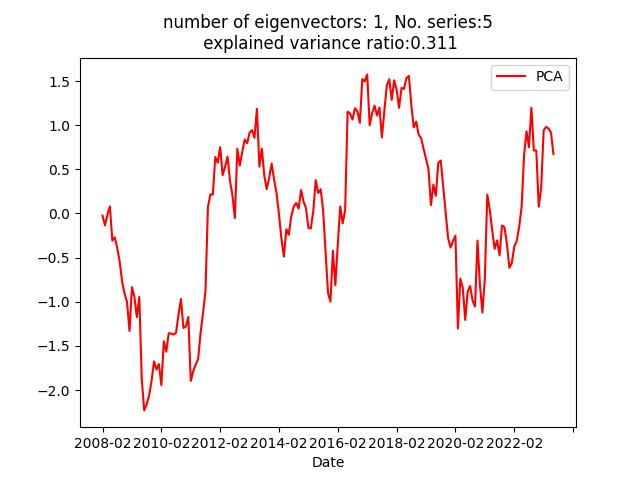 number of eigenvectors: 1, No. series:5
explained variance ratio:0.311
PCA
1.5
1.0
0.5
0.0
−0.5
−1.0
−1.5
−2.0
2008-02 2010-02 2012-02 2014-02 2016-02 2018-02 2020-02 2022-02
Date